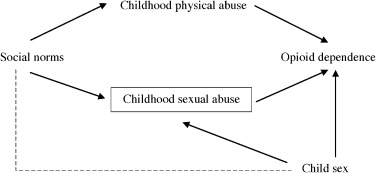 Childhood physical abuse
Social norms
Opioid dependence
Childhood sexual abuse
Child sex